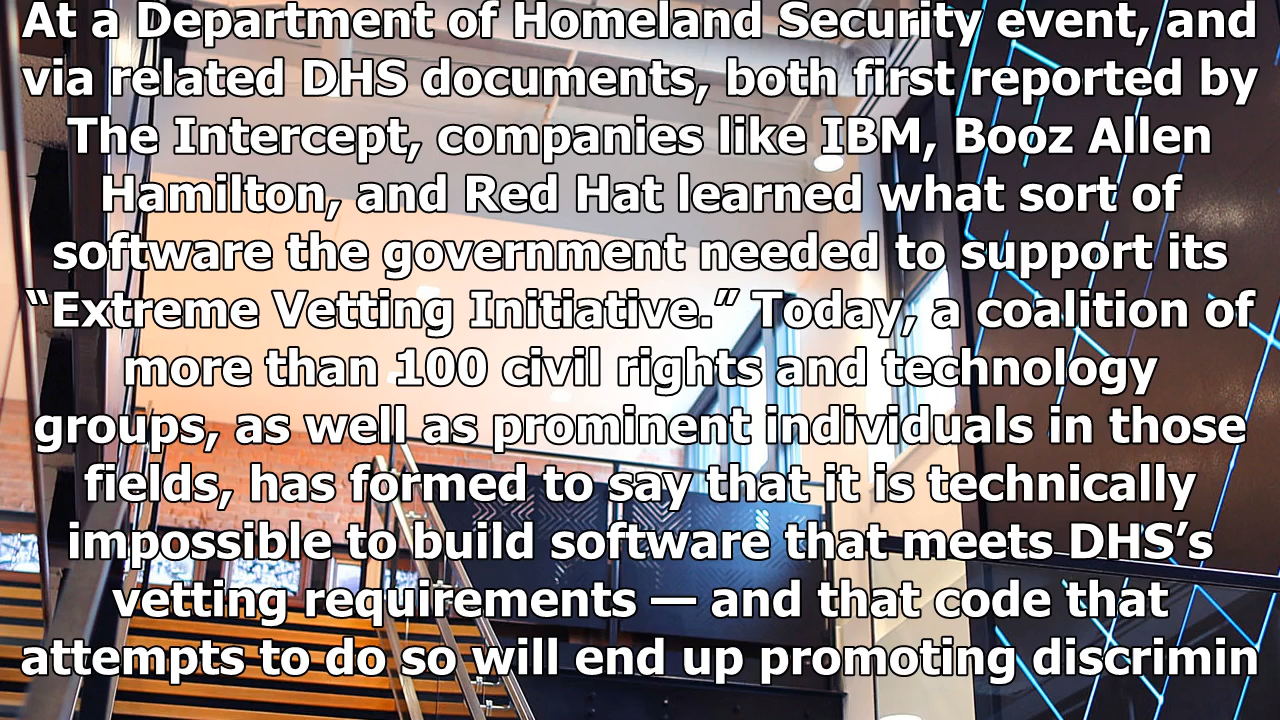 At a Department of Homeland Security event, and
via related DHS documents, both first reported by
The Intercept, companies like IBM, Booz Allen
Hamilton, and Red Hat learned what sort of
software the government needed to support its
“Extreme Vetting Initiative.” Today, a coalition of
more than 100 civil rights and technology
groups, as well as prominent individuals in those
fields, has formed to say that it is technically
impossible to build software that meets DHS’s
vetting requirements — and that code that
attempts to do so will end up promoting discrimin